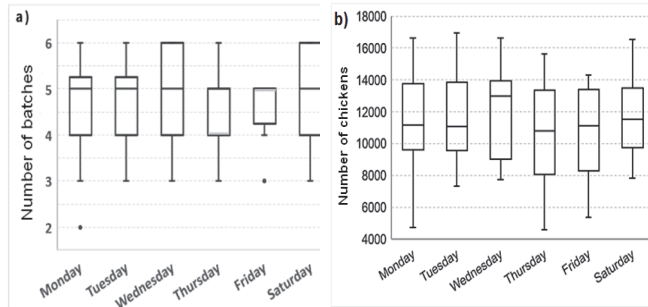 a)
Number of batches
6
5
4
3
2
Monday
Tuesday
Wednesday
Thursday
Friday
Saturday
b)
Number of chickens
18000
16000
14000
12000
10000
8000
6000
4000
Monday
Tuesday
Wednesday
Thursday
Friday
Saturday